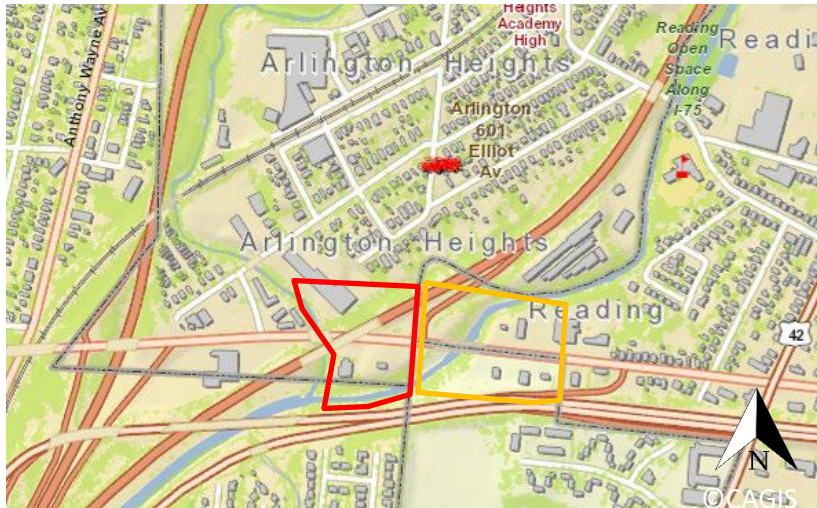 Heights
Academy
High
Reading
Open
Space
Along
I-75
Readi
Anthony Wayne Av
Arlington Heights
Arlington
601
Elliot
Av
Arlington Heights
Reading
42
N
©CAGIS